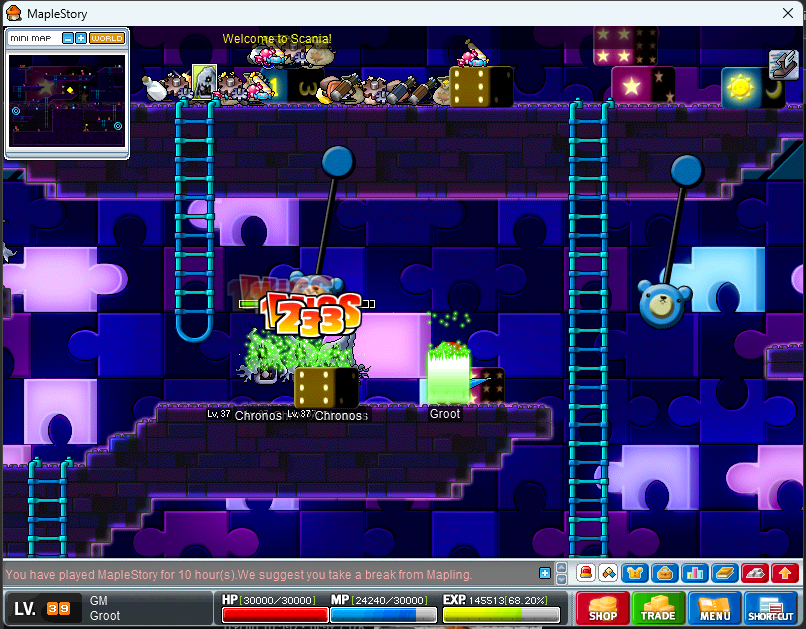 MapleStory
MINI MAP
WORLD
Welcome to Scania!
233
Lv. 37 Chronos
Lv. 37 Chronos
Groot
You have played MapleStory for 10 hour(s).We suggest you take a break from Mapling.
LV. 39
GM
Groot
HP[30000/30000] MP[24240/30000] EXP 145513[68.20%]
SHOP
TRADE
MENU
SHORTCUT